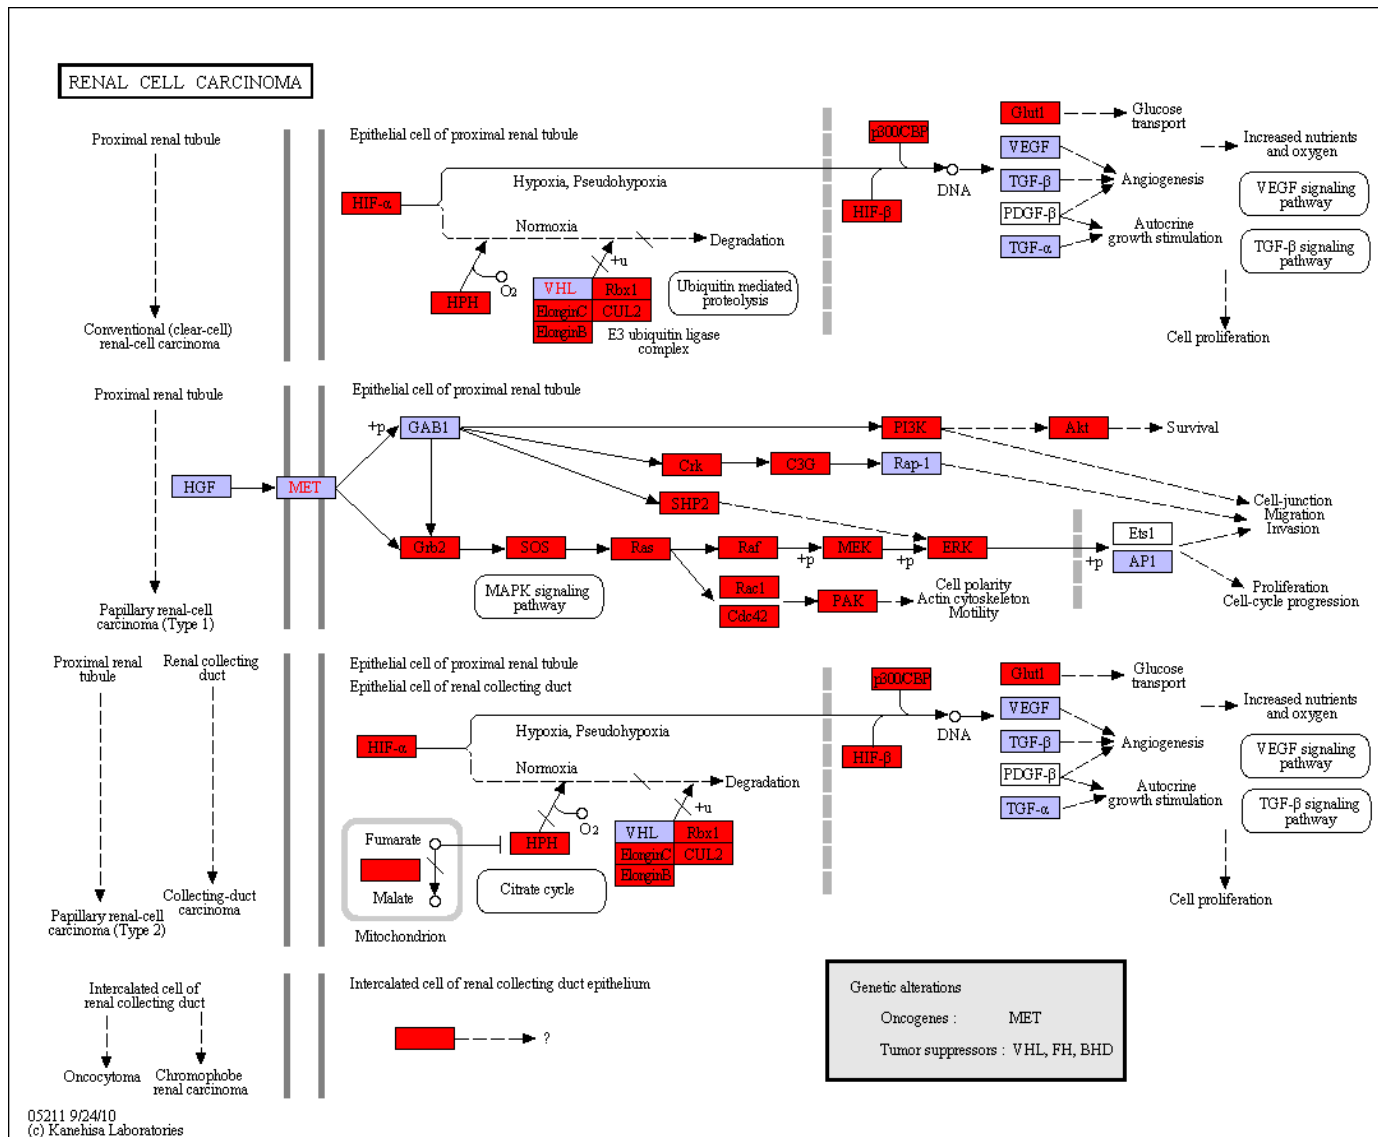 RENAL CELL CARCINOMA
Proximal renal tubule
Conventional (clear-cell)
renal-cell carcinoma
Epithelial cell of proximal renal tubule
HIF-α
Hypoxia, Pseudohypoxia
Normoxia
Degradation
HPH
O2
+u
VHL
Rbx1
ElonginC
CUL2
ElonginB
E3 ubiquitin ligase
complex
Ubiquitin mediated
proteolysis
p300/CBP
HIF-β
DNA
Glut1
VEGF
TGF-β
PDGF-β
TGF-α
Glucose
transport
Angiogenesis
Autocrine
growth stimulation
Increased nutrients
and oxygen
VEGF signaling
pathway
TGF-β signaling
pathway
Cell proliferation
Proximal renal tubule
Papillary renal-cell
carcinoma (Type 1)
HGF
MET
Epithelial cell of proximal renal tubule
+p
GAB1
PI3K
Akt
Survival
Crk
C3G
Rap-1
SHP2
Grb2
SOS
Ras
Raf
+p
MEK
+p
ERK
+p
Ets1
AP1
Cell-junction
Migration
Invasion
Proliferation
Cell-cycle progression
MAPK signaling
pathway
Rac1
Cdc42
PAK
Cell polarity
Actin cytoskeleton
Motility
Proximal renal
tubule
Renal collecting
duct
Papillary renal-cell
carcinoma (Type 2)
Collecting-duct
carcinoma
Epithelial cell of proximal renal tubule
Epithelial cell of renal collecting duct
HIF-α
Hypoxia, Pseudohypoxia
Normoxia
Degradation
HPH
O2
+u
VHL
Rbx1
ElonginC
CUL2
ElonginB
Fumarate
Malate
Mitochondrion
Citrate cycle
p300/CBP
HIF-β
DNA
Glut1
VEGF
TGF-β
PDGF-β
TGF-α
Glucose
transport
Angiogenesis
Autocrine
growth stimulation
Increased nutrients
and oxygen
VEGF signaling
pathway
TGF-β signaling
pathway
Cell proliferation
Intercalated cell of
renal collecting duct
Oncocytoma
Chromophobe
renal carcinoma
Intercalated cell of renal collecting duct epithelium
?
Genetic alterations
Oncogenes : MET
Tumor suppressors : VHL, FH, BHD
05211 9/24/10
(c) Kanehisa Laboratories